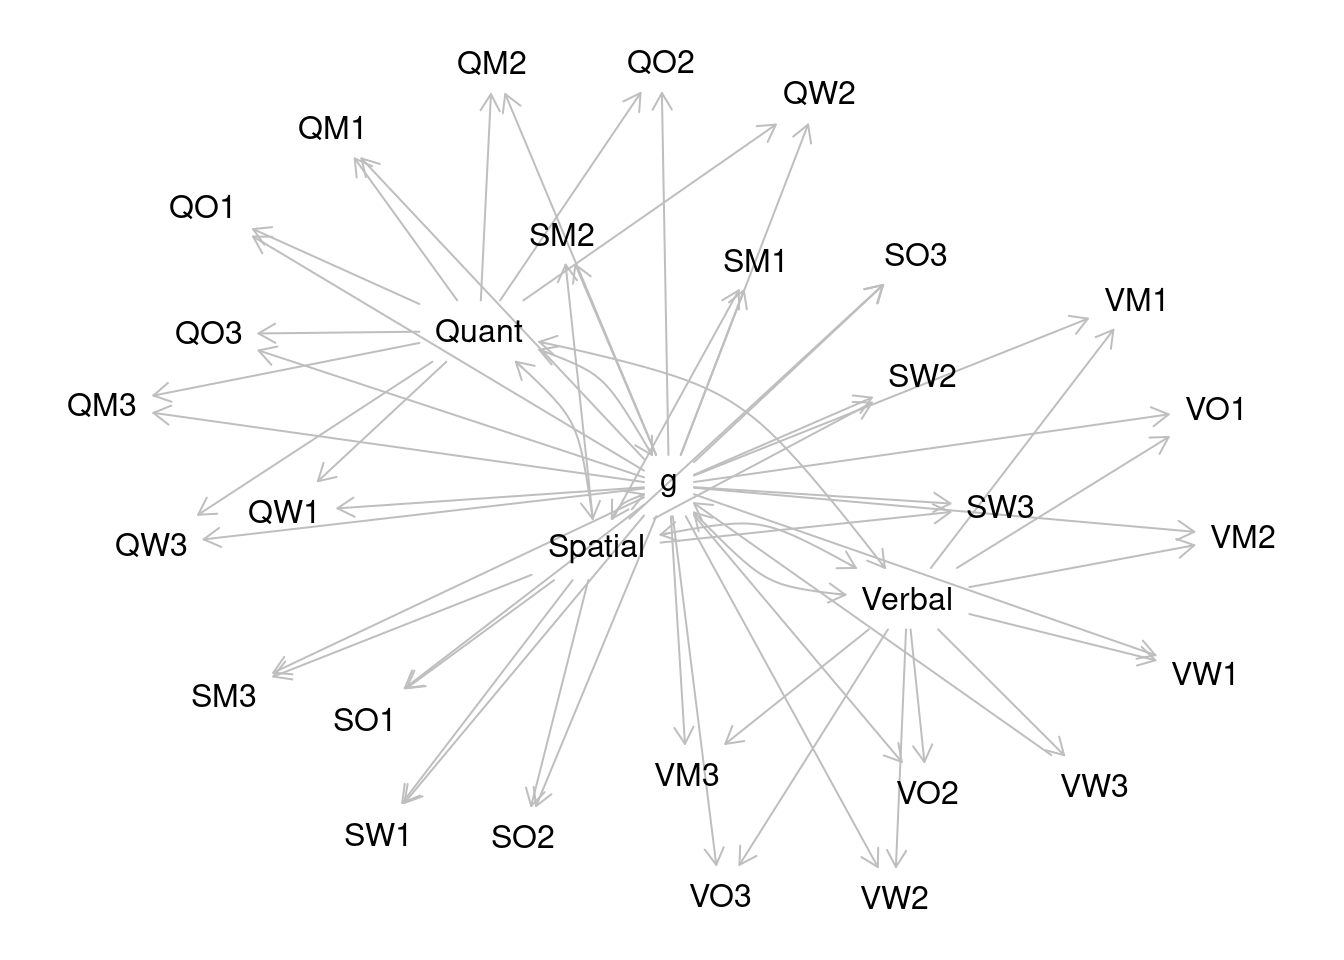 QM2
QO2
QW2
QM1
QO1
SM2
SM1
SO3
VM1
QO3
Quant
SW2
QM3
VO1
g
QW1
SW3
QW3
Spatial
VM2
Verbal
SM3
VW1
SO1
VM3
VO2
VW3
SW1
SO2
VO3
VW2